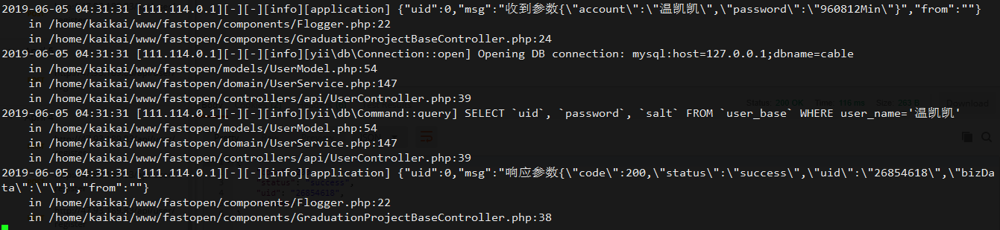 2019-06-05 04:31:31 [111.114.0.1][-][-][info][application] {"uid":0,"msg":"收到参数{\"account\":\"温凯凯\",\"password\":\"960812Min\"}","from":""}
in /home/kaikai/www/fastopen/components/Flogger.php:22
in /home/kaikai/www/fastopen/components/GraduationProjectBaseController.php:24
2019-06-05 04:31:31 [111.114.0.1][-][-][info][yii\db\Connection::open] Opening DB connection: mysql:host=127.0.0.1;dbname=cable
in /home/kaikai/www/fastopen/models/UserModel.php:54
in /home/kaikai/www/fastopen/domain/UserService.php:147
in /home/kaikai/www/fastopen/controllers/api/UserController.php:39
2019-06-05 04:31:31 [111.114.0.1][-][-][info][yii\db\Command::query] SELECT `uid`, `password`, `salt` FROM `user_base` WHERE user_name='温凯凯'
in /home/kaikai/www/fastopen/models/UserModel.php:54
in /home/kaikai/www/fastopen/domain/UserService.php:147
in /home/kaikai/www/fastopen/controllers/api/UserController.php:39
2019-06-05 04:31:31 [111.114.0.1][-][-][info][application] {"uid":0,"msg":"响应参数{\"code\":200,\"status\":\"success\",\"uid\":\"26854618\",\"bizDa
ta\":\"\"}","from":""}
in /home/kaikai/www/fastopen/components/Flogger.php:22
in /home/kaikai/www/fastopen/components/GraduationProjectBaseController.php:38